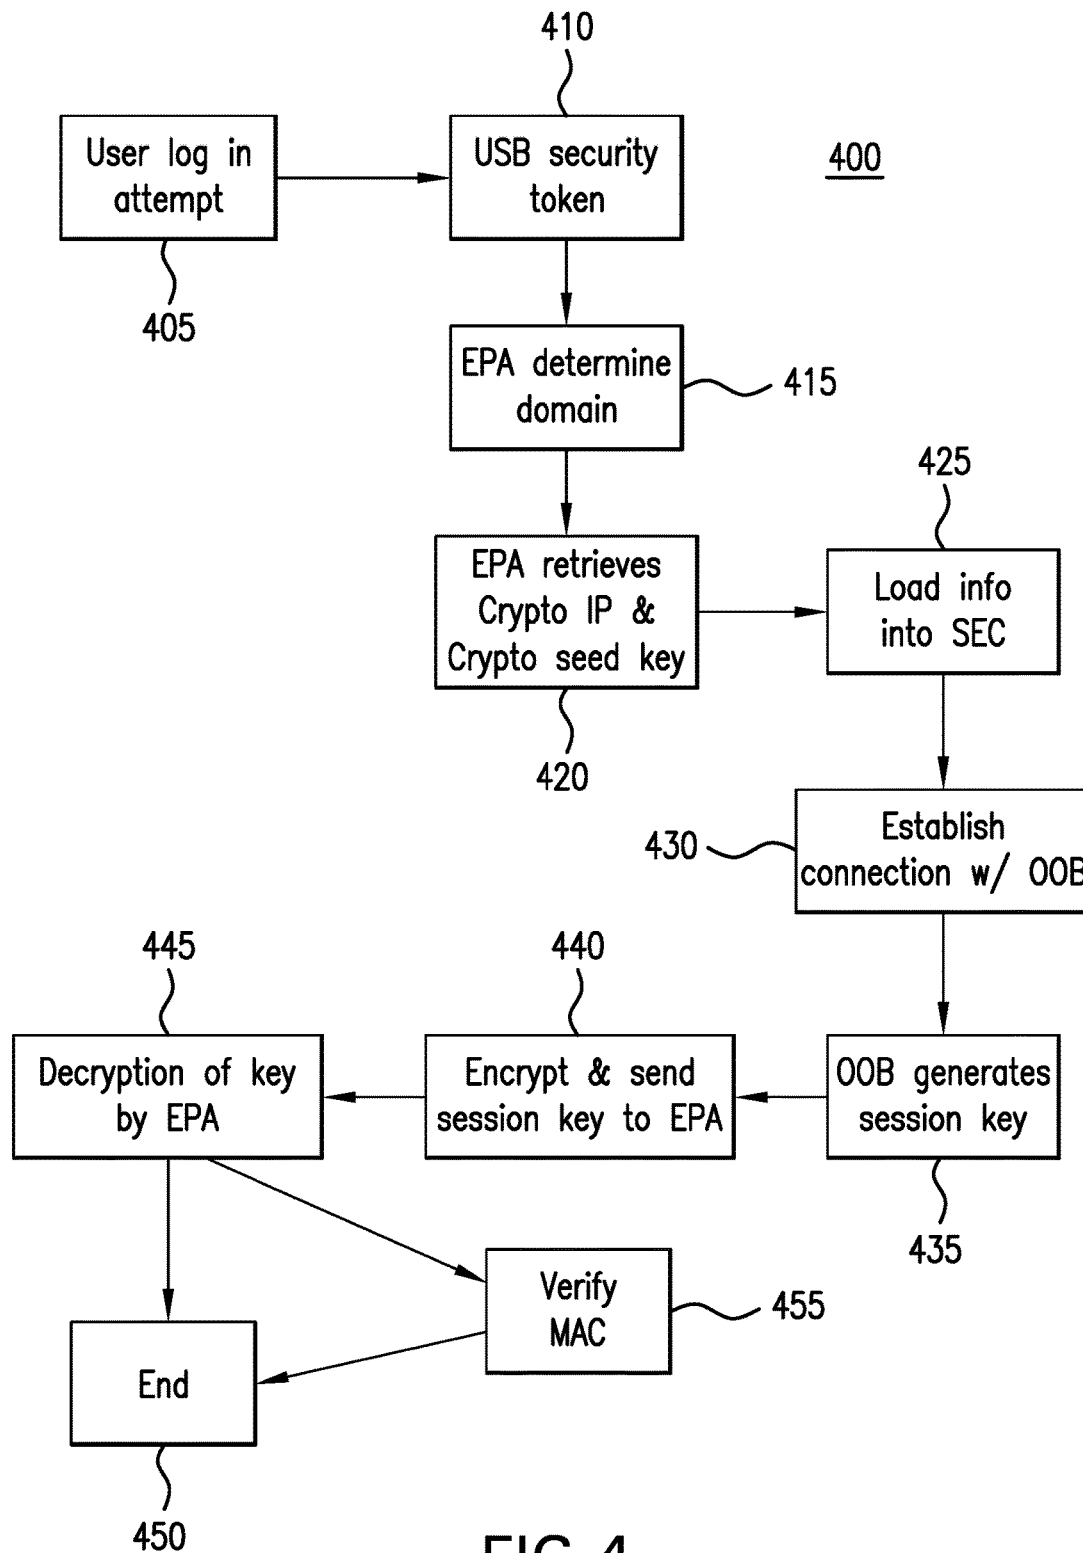 410
User log in
attempt
USB security
token
400
405
EPA determine
domain
415
425
EPA retrieves
Crypto IP &
Crypto seed key
Load info
into SEC
420
430
Establish
connection w/ OOB
445
440
Decryption of key
by EPA
Encrypt & send
session key to EPA
OOB generates
session key
435
Verify
MAC
455
End
450
FIG. 4